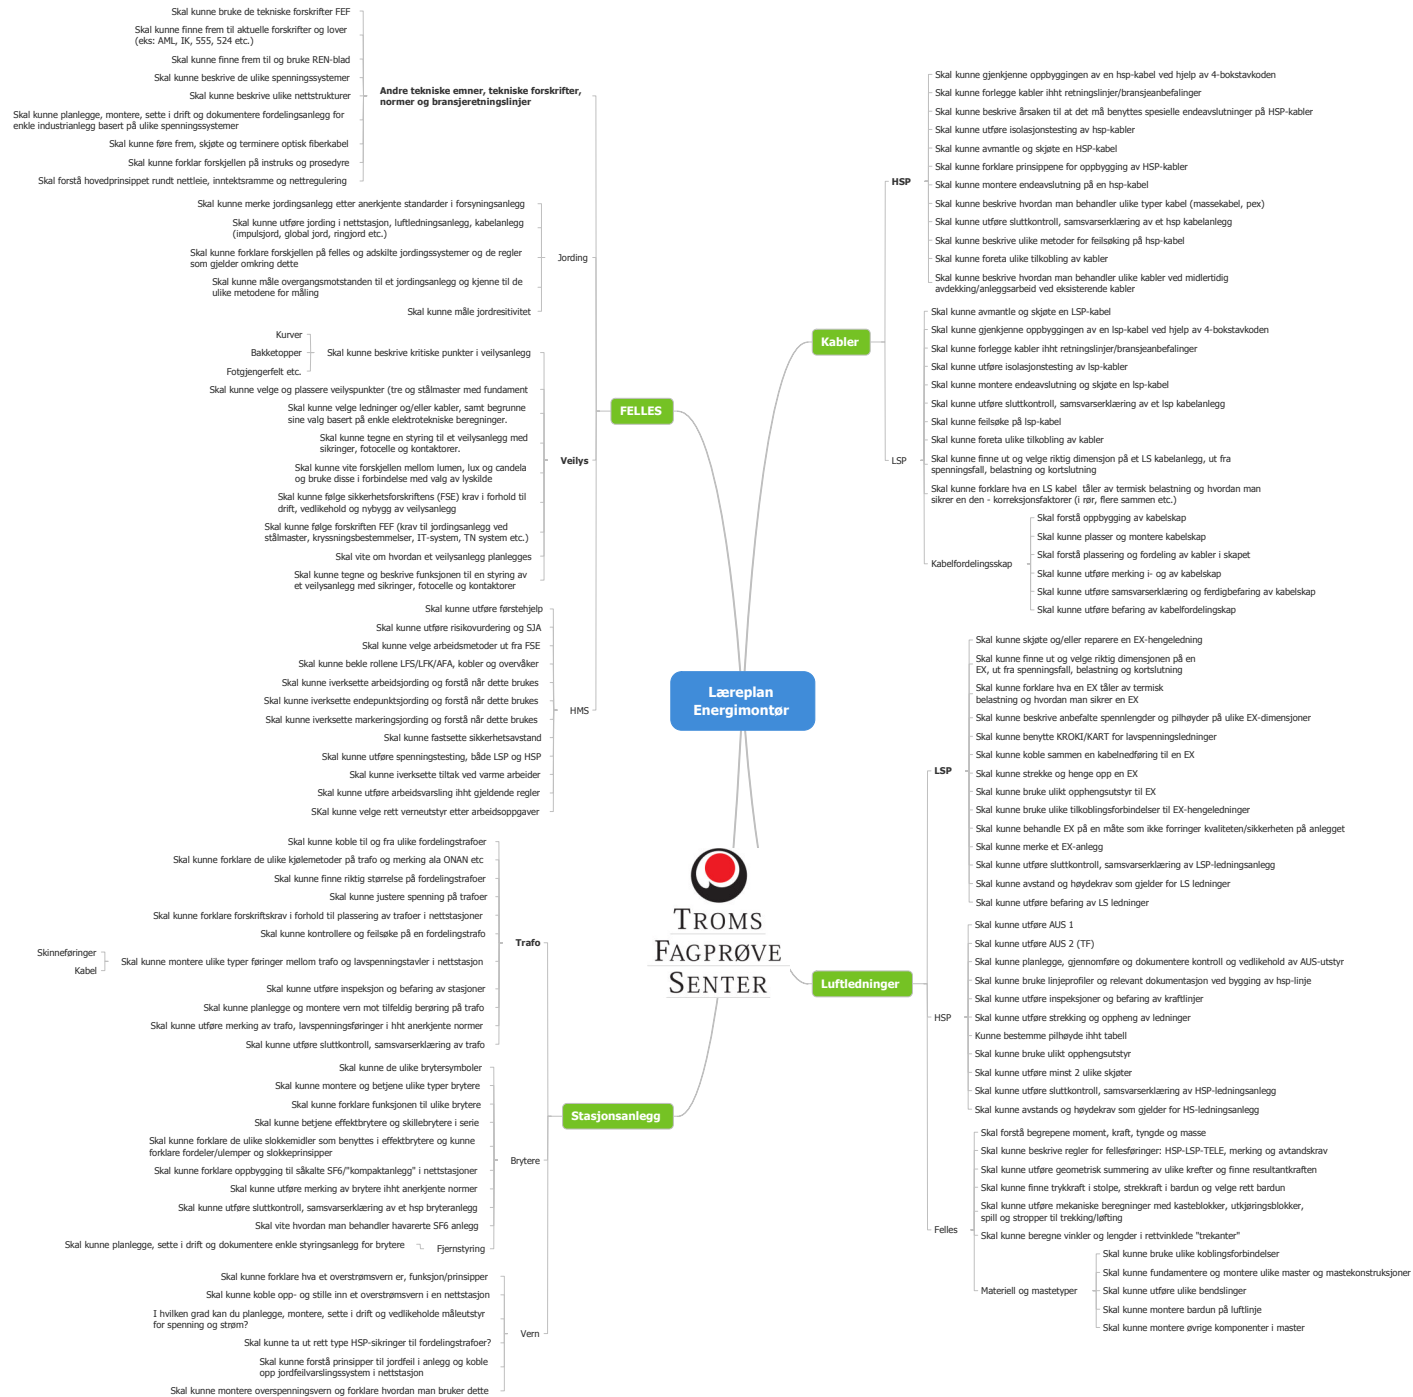 Læreplan
Energimontør
TROMS
FAGPRØVE
SENTER
FELLES
Andre tekniske emner, tekniske forskrifter,
normer og bransjeretningslinjer
Skal kunne bruke de tekniske forskrifter FEF
Skal kunne finne frem til aktuelle forskrifter og lover
(eks: AML, IK, 555, 524 etc.)
Skal kunne finne frem til og bruke REN-blad
Skal kunne beskrive de ulike spenningssystemer
Skal kunne beskrive ulike nettstrukturer
Skal kunne planlegge, montere, sette i drift og dokumentere fordelingsanlegg for
enkle industrianlegg basert på ulike spenningssystemer
Skal kunne føre frem, skjøte og terminere optisk fiberkabel
Skal kunne forklar forskjellen på instruks og prosedyre
Skal forstå hovedprinsippet rundt nettleie, inntektsramme og nettregulering
Jording
Skal kunne merke jordingsanlegg etter anerkjente standarder i forsyningsanlegg
Skal kunne utføre jording i nettstasjon, luftledningsanlegg, kabelanlegg
(impulsjord, global jord, ringjord etc.)
Skal kunne forklare forskjellen på felles og adskilte jordingssystemer og de regler
som gjelder omkring dette
Skal kunne måle overgangsmotstanden til et jordingsanlegg og kjenne til de
ulike metodene for måling
Skal kunne måle jordresitivitet
Veilys
Skal kunne beskrive kritiske punkter i veilysanlegg
Kurver
Bakketopper
Fotgjengerfelt etc.
Skal kunne velge og plassere veilyspunkter (tre og stålmaster med fundament
Skal kunne velge ledninger og/eller kabler, samt begrunne
sine valg basert på enkle elektrotekniske beregninger.
Skal kunne tegne en styring til et veilysanlegg med
sikringer, fotocelle og kontaktorer.
Skal kunne vite forskjellen mellom lumen, lux og candela
og bruke disse i forbindelse med valg av lyskilde
Skal kunne følge sikkerhetsforskriftens (FSE) krav i forhold til
drift, vedlikehold og nybygg av veilysanlegg
Skal kunne følge forskriften FEF (krav til jordingsanlegg ved
stålmaster, kryssningsbestemmelser, IT-system, TN system etc.)
Skal vite om hvordan et veilysanlegg planlegges
Skal kunne tegne og beskrive funksjonen til en styring av
et veilysanlegg med sikringer, fotocelle og kontaktorer
HMS
Skal kunne utføre førstehjelp
Skal kunne utføre risikovurdering og SJA
Skal kunne velge arbeidsmetoder ut fra FSE
Skal kunne bekle rollene LFS/LFK/AFA, kobler og overvåker
Skal kunne iverksette arbeidsjording og forstå når dette brukes
Skal kunne iverksette endepunktsjording og forstå når dette brukes
Skal kunne iverksette markeringsjording og forstå når dette brukes
Skal kunne fastsette sikkerhetsavstand
Skal kunne utføre spenningstesting, både LSP og HSP
Skal kunne iverksette tiltak ved varme arbeider
Skal kunne utføre arbeidsvarsling ihht gjeldende regler
SKal kunne velge rett verneutstyr etter arbeidsoppgaver
Stasjonsanlegg
Trafo
Skal kunne koble til og fra ulike fordelingstrafoer
Skal kunne forklare de ulike kjølemetoder på trafo og merking ala ONAN etc
Skal kunne finne riktig størrelse på fordelingstrafoer
Skal kunne justere spenning på trafoer
Skal kunne forklare forskriftskrav i forhold til plassering av trafoer i nettstasjoner
Skal kunne kontrollere og feilsøke på en fordelingstrafo
Skal kunne montere ulike typer føringer mellom trafo og lavspenningstavler i nettstasjon
Skinneføringer
Kabel
Skal kunne utføre inspeksjon og befaring av stasjoner
Skal kunne planlegge og montere vern mot tilfeldig berøring på trafo
Skal kunne utføre merking av trafo, lavspenningsføringer i hht anerkjente normer
Skal kunne utføre sluttkontroll, samsvarserklæring av trafo
Brytere
Skal kunne de ulike brytersymboler
Skal kunne montere og betjene ulike typer brytere
Skal kunne forklare funksjonen til ulike brytere
Skal kunne betjene effektbrytere og skillebrytere i serie
Skal kunne forklare de ulike slokkemidler som benyttes i effektbrytere og kunne
forklare fordeler/ulemper og slokkeprinsipper
Skal kunne forklare oppbygging til såkalte SF6/"kompaktanlegg" i nettstasjoner
Skal kunne utføre merking av brytere ihht anerkjente normer
Skal kunne utføre sluttkontroll, samsvarserklæring av et hsp bryteranlegg
Skal vite hvordan man behandler havarerte SF6 anlegg
Fjernstyring
Skal kunne planlegge, sette i drift og dokumentere enkle styringsanlegg for brytere
Vern
Skal kunne forklare hva et overstrømsvern er, funksjon/prinsipper
Skal kunne koble opp- og stille inn et overstrømsvern i en nettstasjon
I hvilken grad kan du planlegge, montere, sette i drift og vedlikeholde måleutstyr
for spenning og strøm?
Skal kunne ta ut rett type HSP-sikringer til fordelingstrafoer?
Skal kunne forstå prinsipper til jordfeil i anlegg og koble
opp jordfeilvarslingssystem i nettstasjon
Skal kunne montere overspenningsvern og forklare hvordan man bruker dette
Kabler
HSP
Skal kunne gjenkjenne oppbyggingen av en hsp-kabel ved hjelp av 4-bokstavkoden
Skal kunne forlegge kabler ihht retningslinjer/bransjeanbefalinger
Skal kunne beskrive årsaken til at det må benyttes spesielle endeavslutninger på HSP-kabler
Skal kunne utføre isolasjonstesting av hsp-kabler
Skal kunne avmantle og skjøte en HSP-kabel
Skal kunne forklare prinsippene for oppbygging av HSP-kabler
Skal kunne montere endeavslutning på en hsp-kabel
Skal kunne beskrive hvordan man behandler ulike typer kabel (massekabel, pex)
Skal kunne utføre sluttkontroll, samsvarserklæring av et hsp kabelanlegg
Skal kunne beskrive ulike metoder for feilsøking på hsp-kabel
Skal kunne foreta ulike tilkobling av kabler
Skal kunne beskrive hvordan man behandler ulike kabler ved midlertidig
avdekking/anleggsarbeid ved eksisterende kabler
LSP
Skal kunne avmantle og skjøte en LSP-kabel
Skal kunne gjenkjenne oppbyggingen av en lsp-kabel ved hjelp av 4-bokstavkoden
Skal kunne forlegge kabler ihht retningslinjer/bransjeanbefalinger
Skal kunne utføre isolasjonstesting av lsp-kabler
Skal kunne montere endeavslutning og skjøte en lsp-kabel
Skal kunne utføre sluttkontroll, samsvarserklæring av et lsp kabelanlegg
Skal kunne feilsøke på lsp-kabel
Skal kunne foreta ulike tilkobling av kabler
Skal kunne finne ut og velge riktig dimensjon på et LS kabelanlegg, ut fra
spenningsfall, belastning og kortslutning
Skal kunne forklare hva en LS kabel  tåler av termisk belastning og hvordan man
sikrer en den - korreksjonsfaktorer (i rør, flere sammen etc.)
Kabelfordelingsskap
Skal forstå oppbygging av kabelskap
Skal kunne plasser og montere kabelskap
Skal forstå plassering og fordeling av kabler i skapet
Skal kunne utføre merking i- og av kabelskap
Skal kunne utføre samsvarserklæring og ferdigbefaring av kabelskap
Skal kunne utføre befaring av kabelfordelingskap
Luftledninger
LSP
Skal kunne skjøte og/eller reparere en EX-hengeledning
Skal kunne finne ut og velge riktig dimensjonen på en
EX, ut fra spenningsfall, belastning og kortslutning
Skal kunne forklare hva en EX tåler av termisk
belastning og hvordan man sikrer en EX
Skal kunne beskrive anbefalte spennlengder og pilhøyder på ulike EX-dimensjoner
Skal kunne benytte KROKI/KART for lavspenningsledninger
Skal kunne koble sammen en kabelnedføring til en EX
Skal kunne strekke og henge opp en EX
Skal kunne bruke ulikt opphengsutstyr til EX
Skal kunne bruke ulike tilkoblingsforbindelser til EX-hengeledninger
Skal kunne behandle EX på en måte som ikke forringer kvaliteten/sikkerheten på anlegget
Skal kunne merke et EX-anlegg
Skal kunne utføre sluttkontroll, samsvarserklæring av LSP-ledningsanlegg
Skal kunne avstand og høydekrav som gjelder for LS ledninger
Skal kunne utføre befaring av LS ledninger
HSP
Skal kunne utføre AUS 1
Skal kunne utføre AUS 2 (TF)
Skal kunne planlegge, gjennomføre og dokumentere kontroll og vedlikehold av AUS-utstyr
Skal kunne bruke linjeprofiler og relevant dokumentasjon ved bygging av hsp-linje
Skal kunne utføre inspeksjoner og befaring av kraftlinjer
Skal kunne utføre strekking og oppheng av ledninger
Kunne bestemme pilhøyde ihht tabell
Skal kunne bruke ulikt opphengsutstyr
Skal kunne utføre minst 2 ulike skjøter
Skal kunne utføre sluttkontroll, samsvarserklæring av HSP-ledningsanlegg
Skal kunne avstands og høydekrav som gjelder for HS-ledningsanlegg
Felles
Skal forstå begrepene moment, kraft, tyngde og masse
Skal kunne beskrive regler for fellesføringer: HSP-LSP-TELE, merking og avtandskrav
Skal kunne utføre geometrisk summering av ulike krefter og finne resultantkraften
Skal kunne finne trykkraft i stolpe, strekkraft i bardun og velge rett bardun
Skal kunne utføre mekaniske beregninger med kasteblokker, utkjøringsblokker,
spill og stropper til trekking/løfting
Skal kunne beregne vinkler og lengder i rettvinklede "trekanter"
Materiell og mastetyper
Skal kunne bruke ulike koblingsforbindelser
Skal kunne fundamentere og montere ulike master og mastekonstruksjoner
Skal kunne utføre ulike bendslinger
Skal kunne montere bardun på luftlinje
Skal kunne montere øvrige komponenter i master